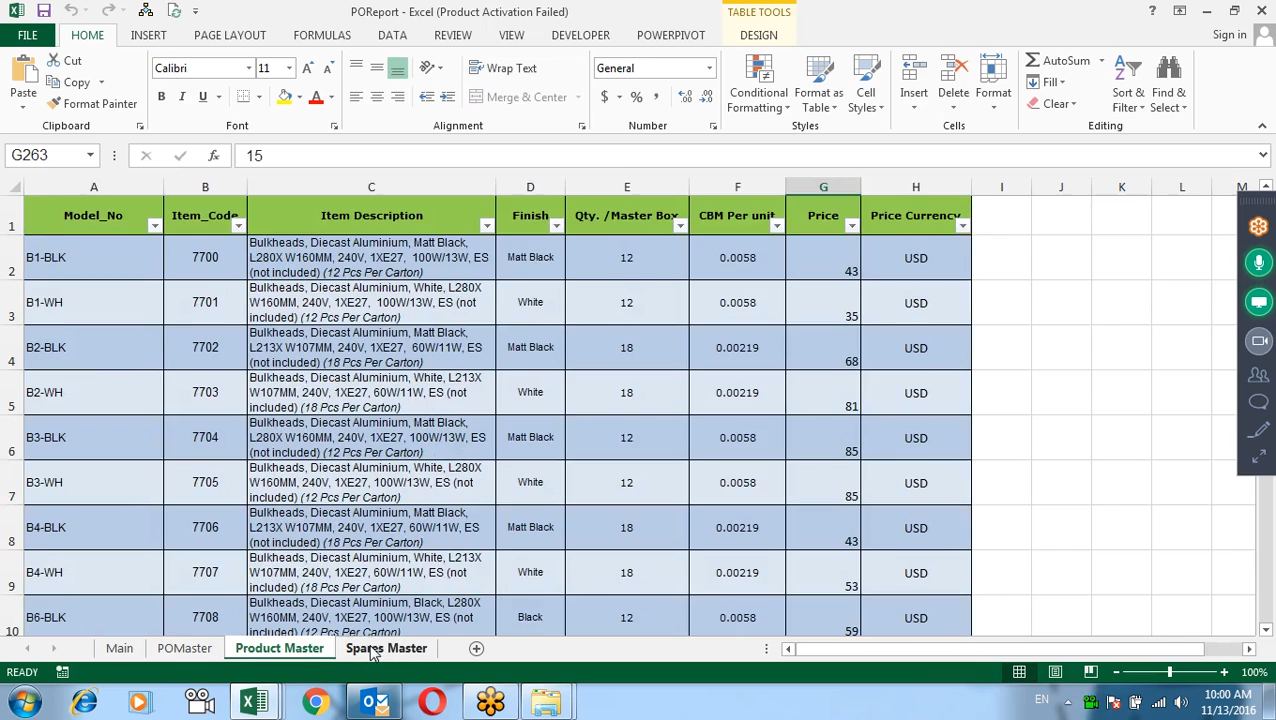 POReport - Excel (Product Activation Failed)
TABLE TOOLS
?
FILE
HOME
INSERT
PAGE LAYOUT
FORMULAS
DATA
REVIEW
VIEW
DEVELOPER
POWERPIVOT
DESIGN
Sign in
Paste
Cut
Copy
Format Painter
Clipboard
Calibri
11
B I U
Font
Wrap Text
Merge & Center
Alignment
General
$ % ,
Number
Conditional Formatting
Format as Table
Cell Styles
Styles
Insert
Delete
Format
Cells
AutoSum
Fill
Clear
Sort & Filter
Find & Select
Editing
G263
15
A B C D E F G H I J K L M
1 Model_No Item_Code Item Description Finish Qty. /Master Box CBM Per unit Price Price Currency
Bulkheads, Diecast Aluminium, Matt Black,
2 B1-BLK 7700 L280X W160MM, 240V, 1XE27, 100W/13W, ES Matt Black 12 0.0058 43 USD
(not included) (12 Pcs Per Carton)
Bulkheads, Diecast Aluminium, White, L280X
3 B1-WH 7701 W160MM, 240V, 1XE27, 100W/13W, ES (not White 12 0.0058 35 USD
included) (12 Pcs Per Carton)
Bulkheads, Diecast Aluminium, Matt Black,
4 B2-BLK 7702 L213X W107MM, 240V, 1XE27, 60W/11W, ES Matt Black 18 0.00219 68 USD
(not included) (18 Pcs Per Carton)
Bulkheads, Diecast Aluminium, White, L213X
5 B2-WH 7703 W107MM, 240V, 1XE27, 60W/11W, ES (not White 18 0.00219 81 USD
included) (18 Pcs Per Carton)
Bulkheads, Diecast Aluminium, Matt Black,
6 B3-BLK 7704 L280X W160MM, 240V, 1XE27, 100W/13W, ES Matt Black 12 0.0058 85 USD
(not included) (12 Pcs Per Carton)
Bulkheads, Diecast Aluminium, White, L280X
7 B3-WH 7705 W160MM, 240V, 1XE27, 100W/13W, ES (not White 12 0.0058 85 USD
included) (12 Pcs Per Carton)
Bulkheads, Diecast Aluminium, Matt Black,
8 B4-BLK 7706 L213X W107MM, 240V, 1XE27, 60W/11W, ES Matt Black 18 0.00219 43 USD
(not included) (18 Pcs Per Carton)
Bulkheads, Diecast Aluminium, White, L213X
9 B4-WH 7707 W107MM, 240V, 1XE27, 60W/11W, ES (not White 18 0.00219 53 USD
included) (18 Pcs Per Carton)
Bulkheads, Diecast Aluminium, Black, L280X
10 B6-BLK 7708 W160MM, 240V, 1XE27, 100W/13W, ES (not Black 12 0.0058 59 USD
included) (12 Pcs Per Carton)
Main
POMaster
Product Master
Spares Master
READY
100%
EN
10:00 AM
11/13/2016